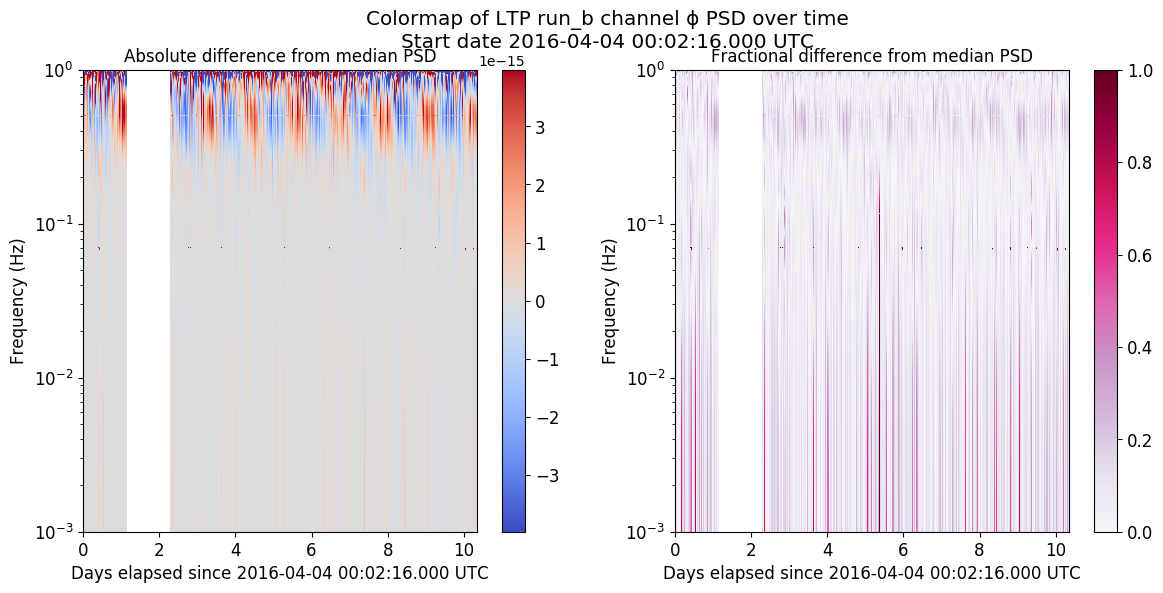 Colormap of LTP run_b channel ϕ PSD over time
Start date 2016-04-04 00:02:16.000 UTC
Absolute difference from median PSD
1e−15
10⁰
10⁻¹
10⁻²
10⁻³
Frequency (Hz)
0 2 4 6 8 10
Days elapsed since 2016-04-04 00:02:16.000 UTC
3
2
1
0
−1
−2
−3
Fractional difference from median PSD
10⁰
10⁻¹
10⁻²
10⁻³
Frequency (Hz)
0 2 4 6 8 10
Days elapsed since 2016-04-04 00:02:16.000 UTC
1.0
0.8
0.6
0.4
0.2
0.0